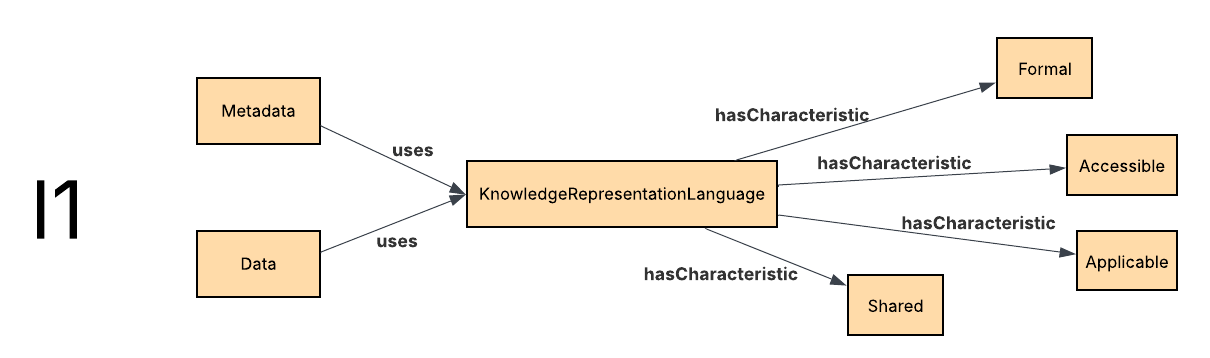 I1
Metadata
Data
uses
uses
KnowledgeRepresentationLanguage
hasCharacteristic
Formal
hasCharacteristic
Accessible
hasCharacteristic
Applicable
hasCharacteristic
Shared